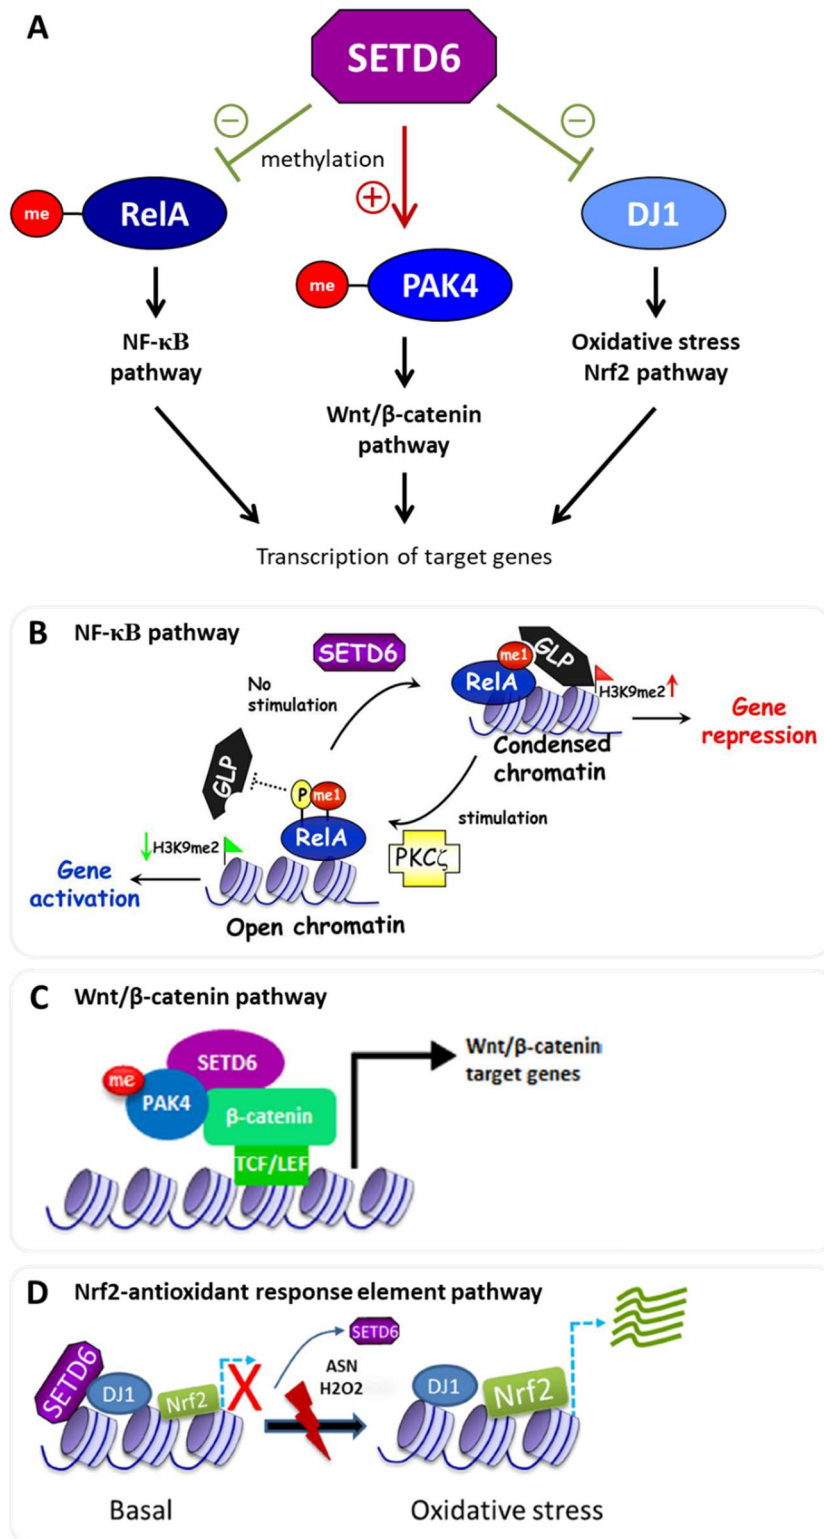 A
SETD6
−
−
methylation
+
me
RelA
DJ1
me
PAK4
NF-κB
pathway
Oxidative stress
Nrf2 pathway
Wnt/β-catenin
pathway
Transcription of target genes
B NF-κB pathway
SETD6
No
stimulation
me1
GLP
RelA
H3K9me2
Condensed
chromatin
Gene
repression
GLP
P
me1
RelA
stimulation
PKCζ
H3K9me2
Gene
activation
Open chromatin
C Wnt/β-catenin pathway
SETD6
me
PAK4
β-catenin
TCF/LEF
Wnt/β-catenin
target genes
D Nrf2-antioxidant response element pathway
SETD6
DJ1
Nrf2
X
SETD6
ASN
H2O2
DJ1
Nrf2
Basal
Oxidative stress